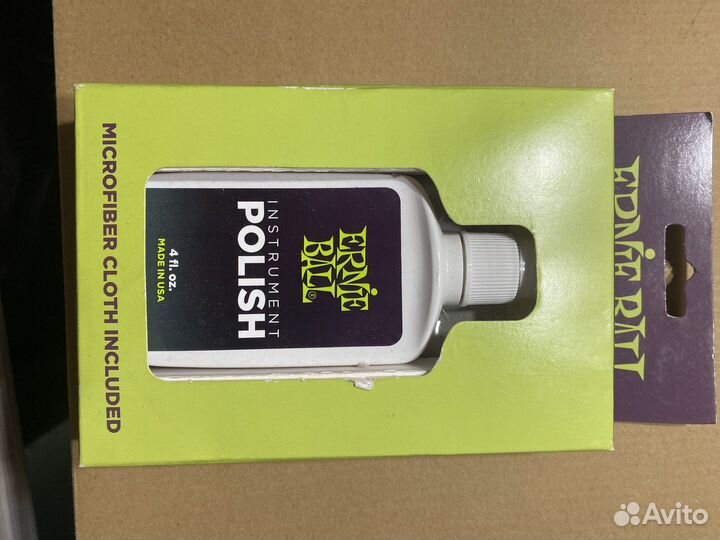 ERNIE BALL
ERNIE
BALL®
INSTRUMENT
POLISH
4 fl. oz.
MADE IN USA
MICROFIBER CLOTH INCLUDED
Avito